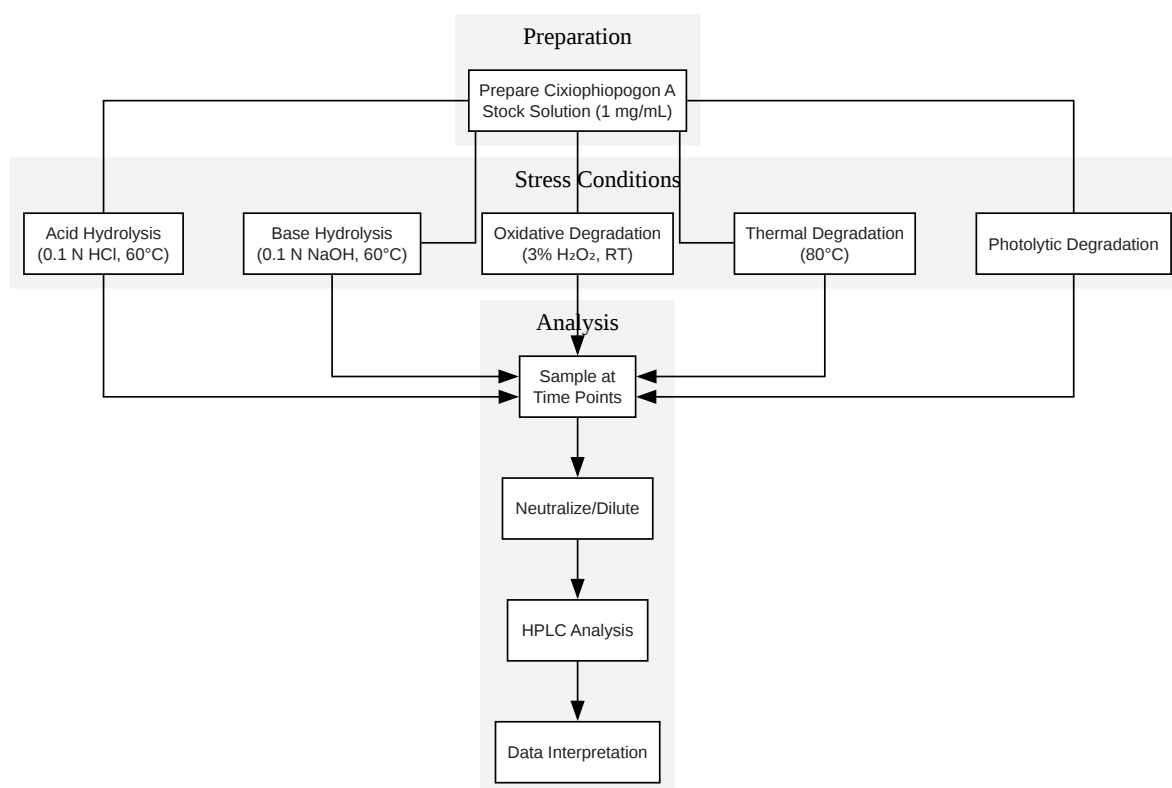 Preparation
Prepare Cixiophiopogon A
Stock Solution (1 mg/mL)
Stress Conditions
Acid Hydrolysis
(0.1 N HCl, 60°C)
Base Hydrolysis
(0.1 N NaOH, 60°C)
Oxidative Degradation
(3% H₂O₂, RT)
Thermal Degradation
(80°C)
Photolytic Degradation
Analysis
Sample at
Time Points
Neutralize/Dilute
HPLC Analysis
Data Interpretation